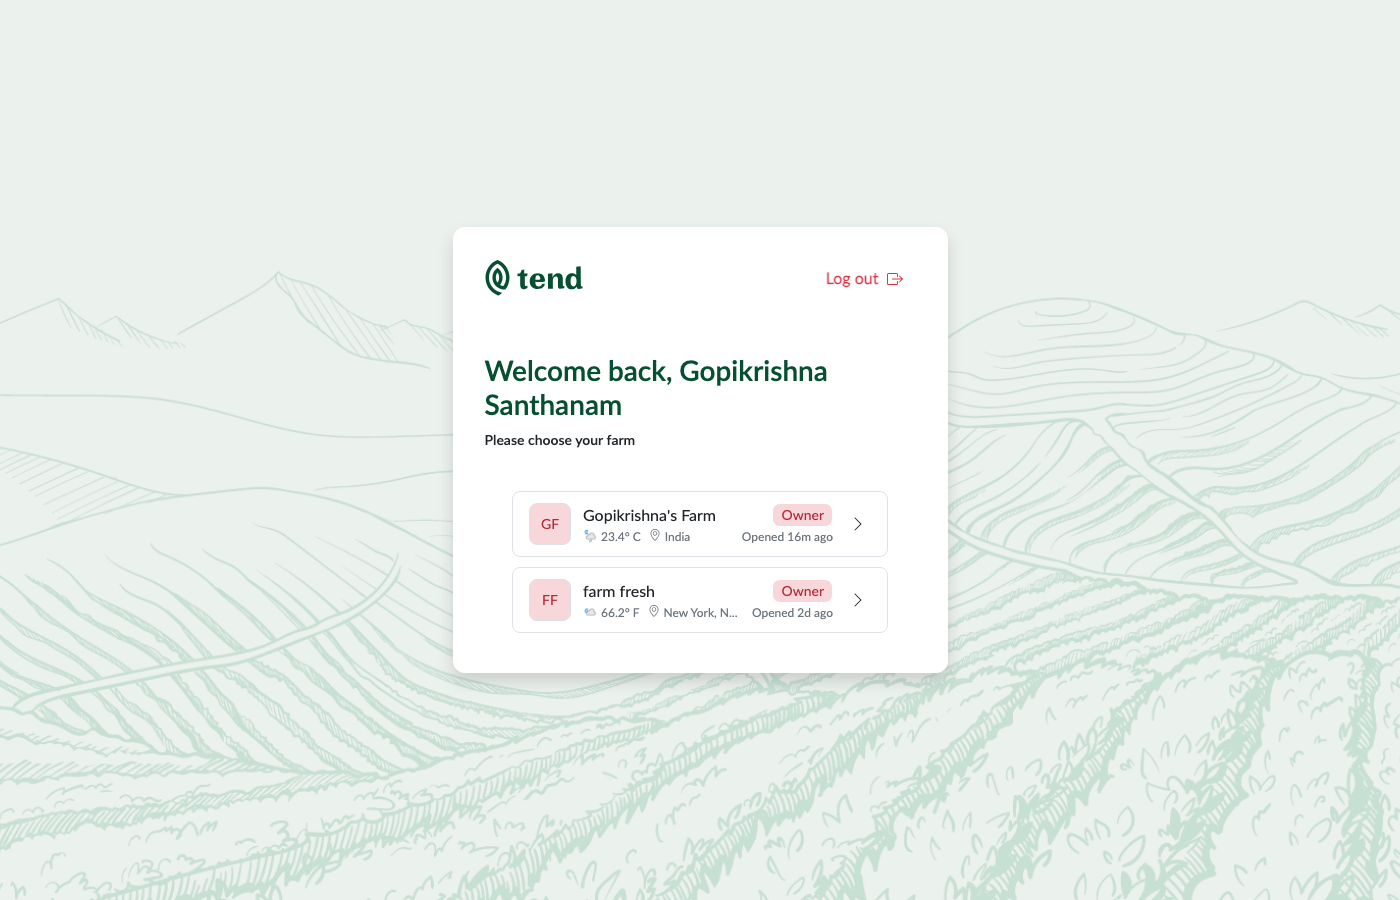 tend
Log out
Welcome back, Gopikrishna
Santhanam
Please choose your farm
GF
Gopikrishna's Farm
Owner
23.4° C
India
Opened 16m ago
FF
farm fresh
Owner
66.2° F
New York, N...
Opened 2d ago